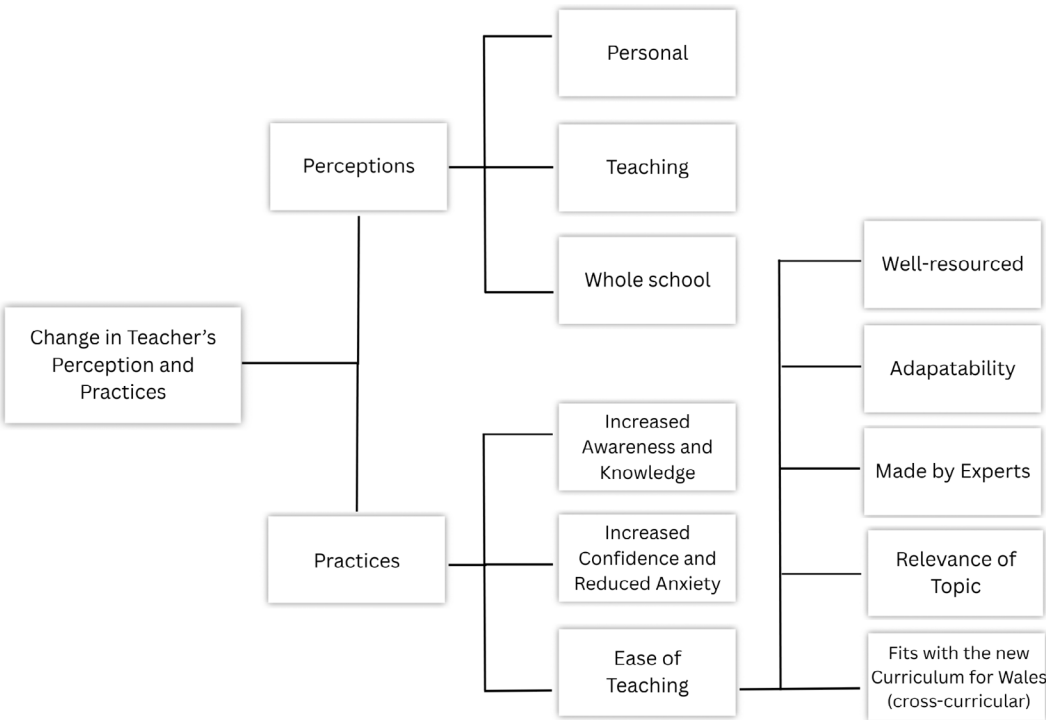 Change in Teacher's
Perception and
Practices
Perceptions
Personal
Teaching
Whole school
Practices
Increased
Awareness and
Knowledge
Increased
Confidence and
Reduced Anxiety
Ease of
Teaching
Well-resourced
Adapatability
Made by Experts
Relevance of
Topic
Fits with the new
Curriculum for Wales
(cross-curricular)